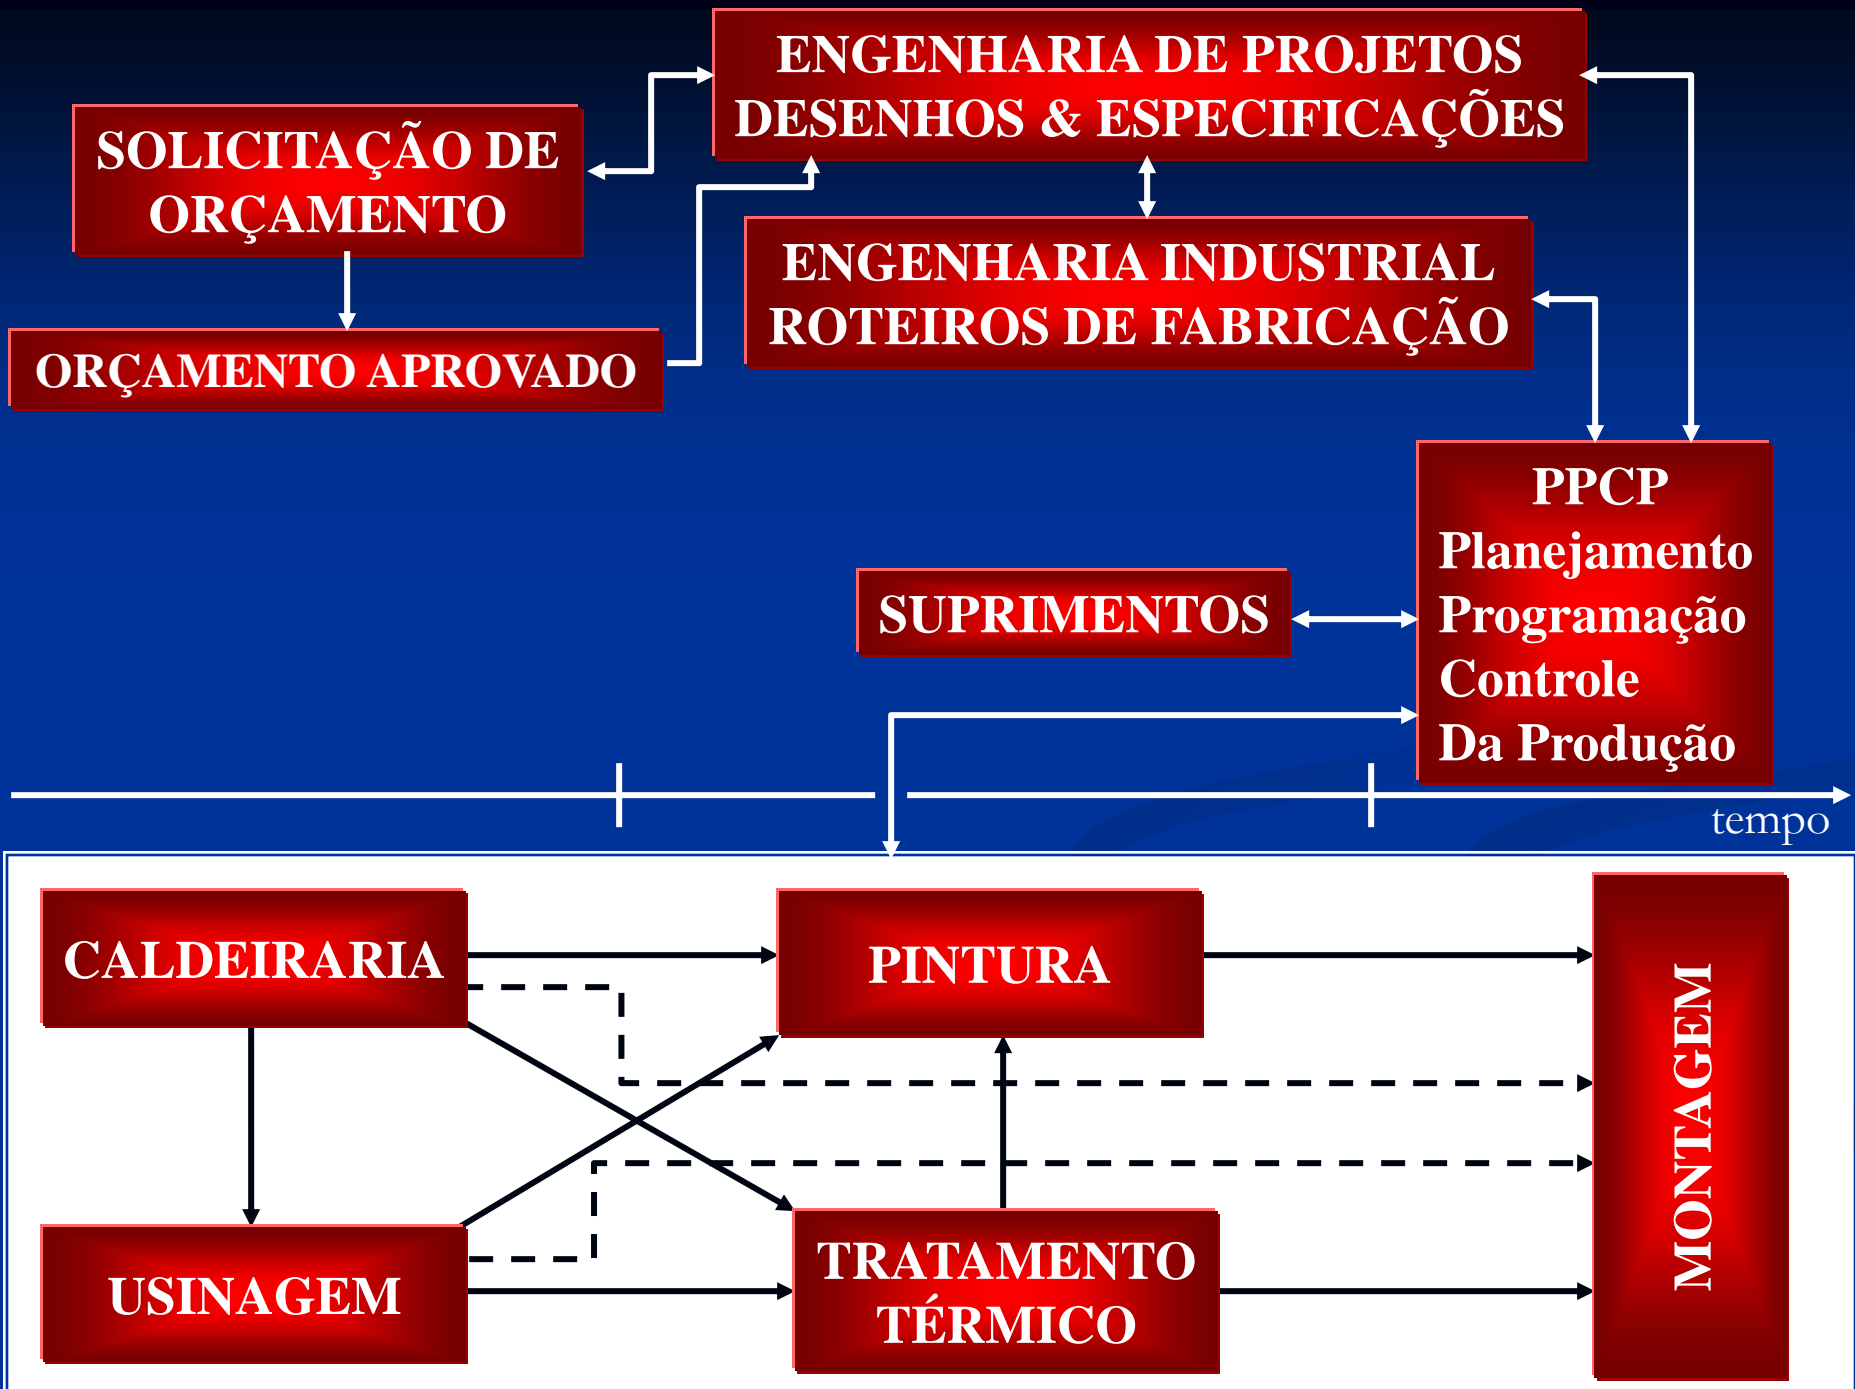 ENGENHARIA DE PROJETOS
DESENHOS & ESPECIFICAÇÕES
SOLICITAÇÃO DE
ORÇAMENTO
ENGENHARIA INDUSTRIAL
ROTEIROS DE FABRICAÇÃO
ORÇAMENTO APROVADO
PPCP
Planejamento
Programação
Controle
Da Produção
SUPRIMENTOS
tempo
CALDEIRARIA
PINTURA
MONTAGEM
USINAGEM
TRATAMENTO
TÉRMICO